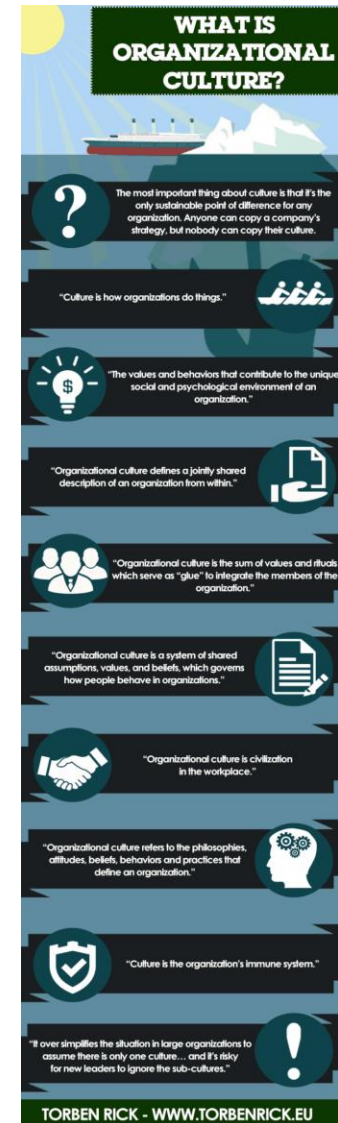 WHAT IS
ORGANIZATIONAL
CULTURE?
?
The most important thing about culture is that it's the
only sustainable point of difference for any
organization. Anyone can copy a company's
strategy, but nobody can copy their culture.
"Culture is how organizations do things."
$
"The values and behaviors that contribute to the unique
social and psychological environment of an
organization."
"Organizational culture defines a jointly shared
description of an organization from within."
"Organizational culture is the sum of values and rituals
which serve as "glue" to integrate the members of the
organization."
"Organizational culture is a system of shared
assumptions, values, and beliefs, which governs
how people behave in organizations."
"Organizational culture is civilization
in the workplace."
"Organizational culture refers to the philosophies,
attitudes, beliefs, behaviors and practices that
define an organization."
"Culture is the organization's immune system."
"It over simplifies the situation in large organizations to
assume there is only one culture… and it's risky
for new leaders to ignore the sub-cultures."
!
TORBEN RICK - WWW.TORBENRICK.EU